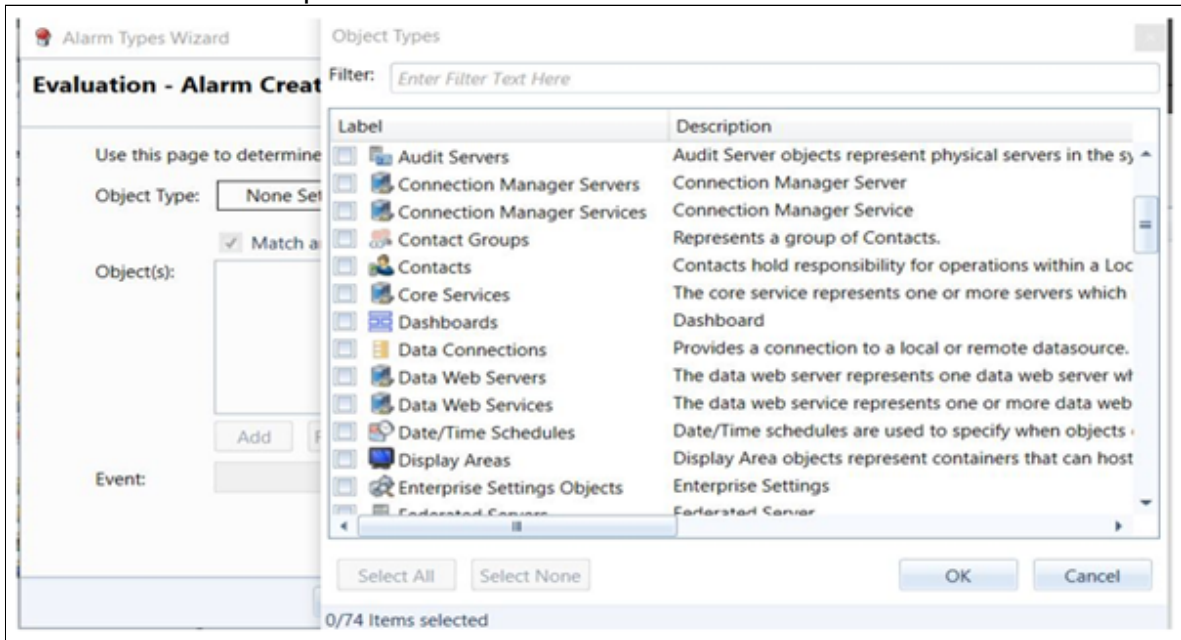 Alarm Types Wizard
Evaluation - Alarm Creat
Use this page to determine
Object Type: None Set
Match a
Object(s):
Add
Event:
Object Types
Filter: Enter Filter Text Here
Label Description
Audit Servers Audit Server objects represent physical servers in the sy
Connection Manager Servers Connection Manager Server
Connection Manager Services Connection Manager Service
Contact Groups Represents a group of Contacts.
Contacts Contacts hold responsibility for operations within a Loc
Core Services The core service represents one or more servers which
Dashboards Dashboard
Data Connections Provides a connection to a local or remote datasource.
Data Web Servers The data web server represents one data web server wh
Data Web Services The data web service represents one or more data web
Date/Time Schedules Date/Time schedules are used to specify when objects
Display Areas Display Area objects represent containers that can host
Enterprise Settings Objects Enterprise Settings
Federated Servers Federated Server
Select All Select None OK Cancel
0/74 Items selected